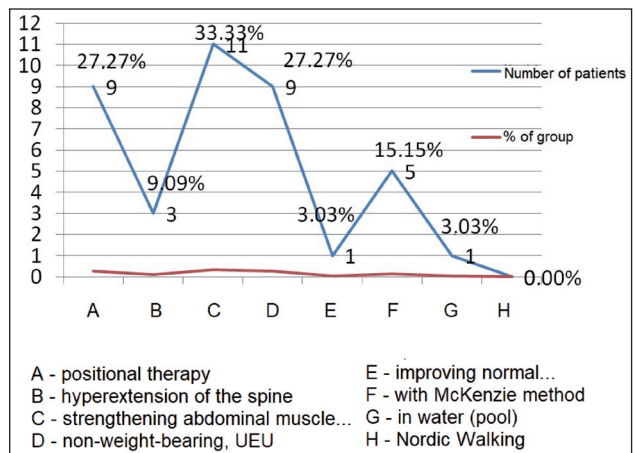 12
11
10
9
8
7
6
5
4
3
2
1
0
27.27%
9
9.09%
3
33.33%
11
27.27%
9
3.03%
1
15.15%
5
3.03%
1
0.00%
Number of patients
% of group
A B C D E F G H
A - positional therapy
B - hyperextension of the spine
C - strengthening abdominal muscle...
D - non-weight-bearing, UEU
E - improving normal...
F - with McKenzie method
G - in water (pool)
H - Nordic Walking